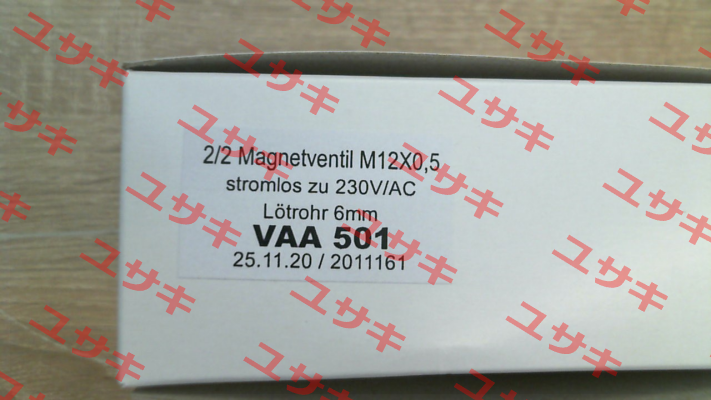 2/2 Magnetventil M12X0,5
stromlos zu 230V/AC
Lötrohr 6mm
VAA 501
25.11.20 / 2011161
ユサキ